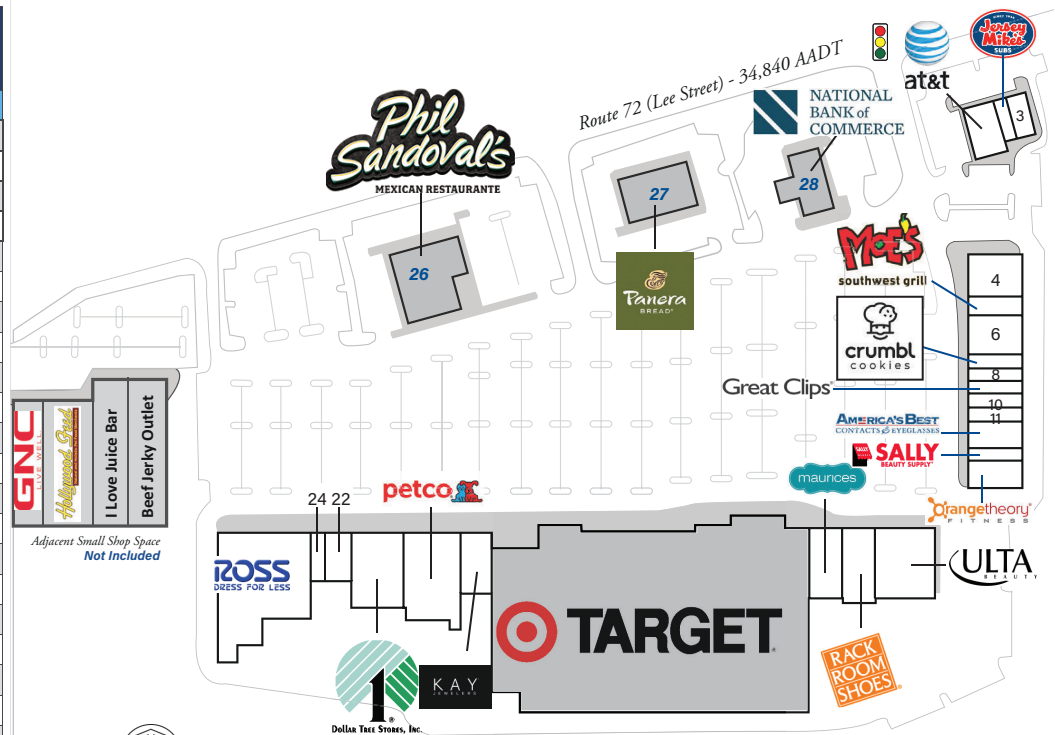 Route 72 (Lee Street) - 34,840 AADT
at&t
SINCE 1956
Jersey
Mike's
SUBS
3
Phil
Sandoval's
MEXICAN RESTAURANTE
NATIONAL
BANK of
COMMERCE
26
27
28
Panera
BREAD®
MOE'S
southwest grill
crumbl
cookies
Great Clips®
AMERICA'S BEST
CONTACTS & EYEGLASSES
SALLY
BEAUTY SUPPLY®
maurices
4
6
8
10
11
Orangetheory®
FITNESS
GNC
LIVE WELL
Hollywood Feed
I Love Juice Bar
Beef Jerky Outlet
Adjacent Small Shop Space
Not Included
24
22
petco
ROSS
DRESS FOR LESS
1®
Dollar Tree Stores, Inc.
KAY
JEWELERS
TARGET
RACK
ROOM
SHOES®
ULTA
BEAUTY